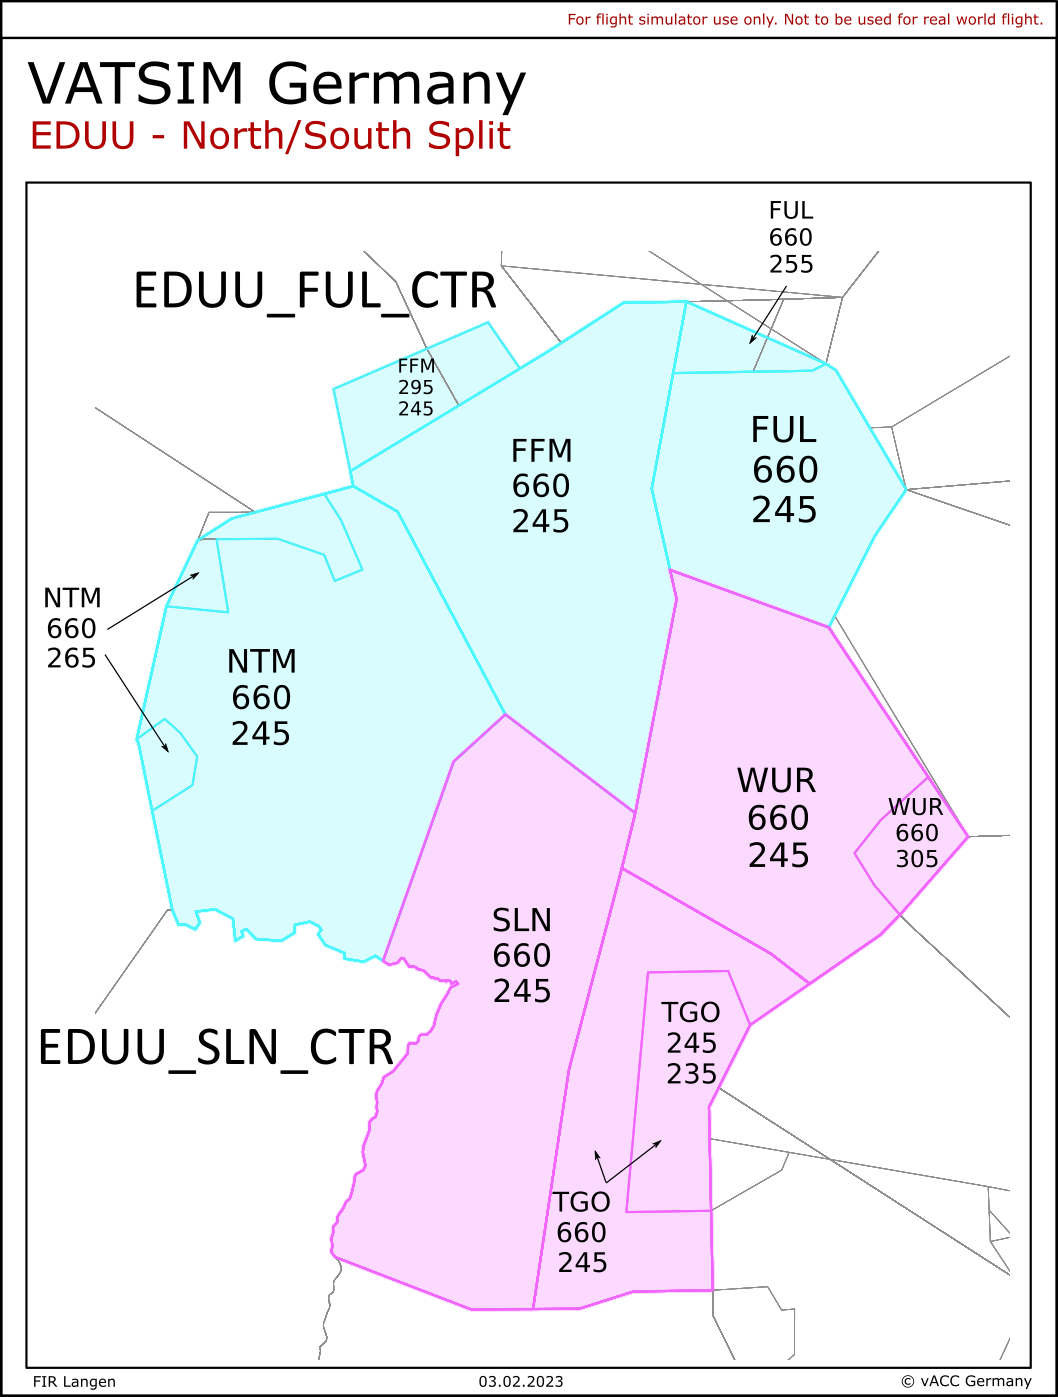 For flight simulator use only. Not to be used for real world flight.
VATSIM Germany
EDUU - North/South Split
FUL
660
255
EDUU_FUL_CTR
FFM
295
245
FFM
660
245
FUL
660
245
NTM
660
265
NTM
660
245
WUR
660
245
WUR
660
305
SLN
660
245
TGO
245
235
EDUU_SLN_CTR
TGO
660
245
FIR Langen
03.02.2023
© vACC Germany